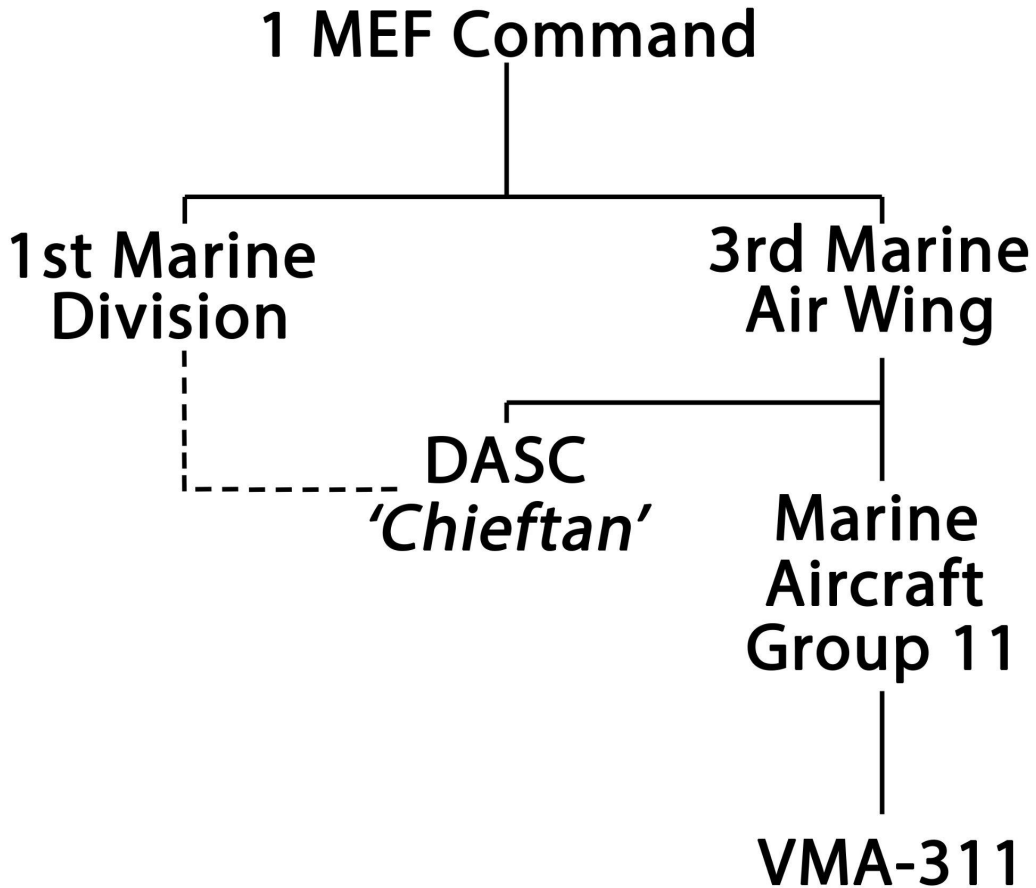 1 MEF Command
1st Marine
Division
3rd Marine
Air Wing
DASC
‘Chieftan’
Marine
Aircraft
Group 11
VMA-311